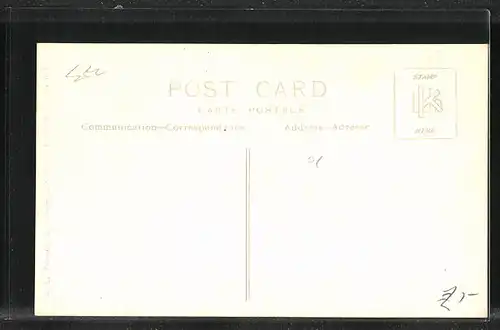 POST CARD
CARTE POSTALE
Communication—Correspondance
Address—Adresse
STAMP
HERE